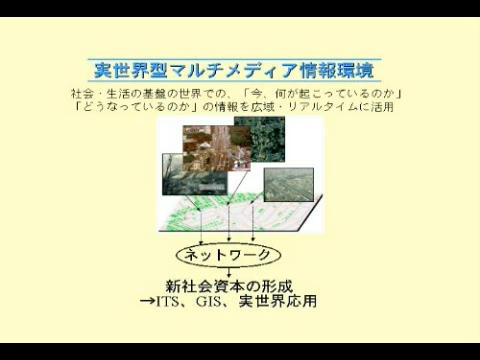 実世界型マルチメディア情報環境
社会・生活の基盤の世界での、「今、何が起こっているのか」
「どうなっているのか」の情報を広域・リアルタイムに活用
ネットワーク
新社会資本の形成
→ITS、GIS、実世界応用